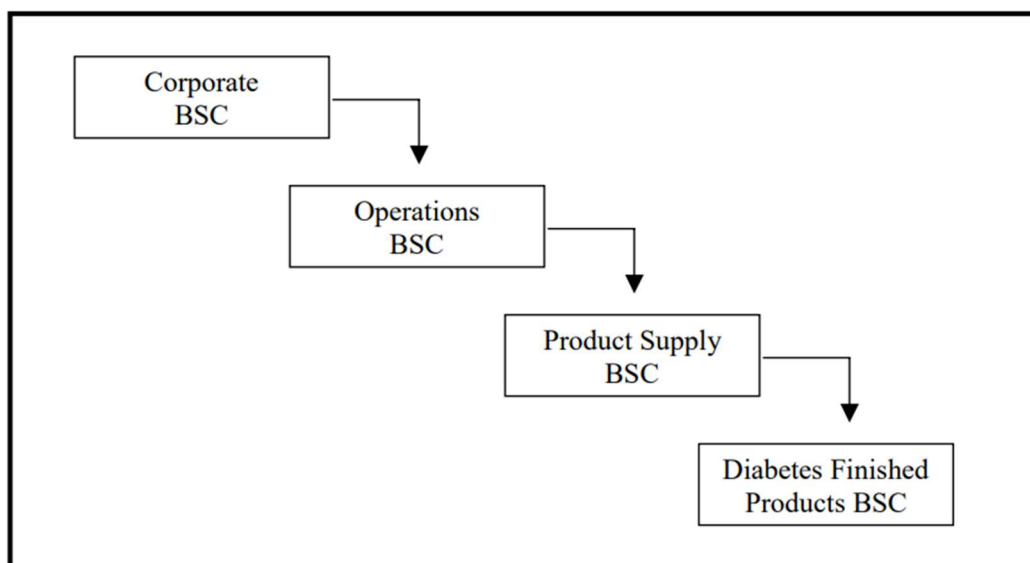 Corporate
BSC
Operations
BSC
Product Supply
BSC
Diabetes Finished
Products BSC